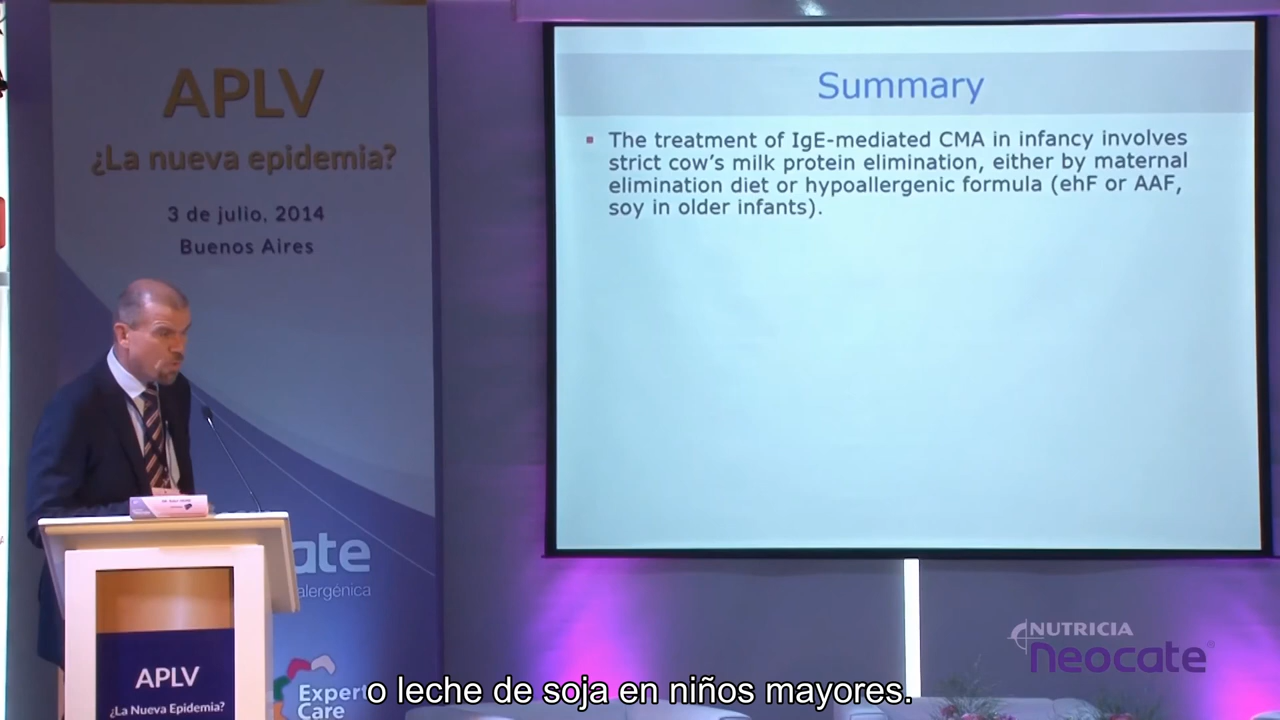 APLV
¿La nueva epidemia?
3 de julio, 2014
Buenos Aires
Summary
The treatment of IgE-mediated CMA in infancy involves
strict cow's milk protein elimination, either by maternal
elimination diet or hypoallergenic formula (ehF or AAF,
soy in older infants).
ate
alergénica
Expert
Care
APLV
¿La Nueva Epidemia?
NUTRICIA
neocate®
o leche de soja en niños mayores.